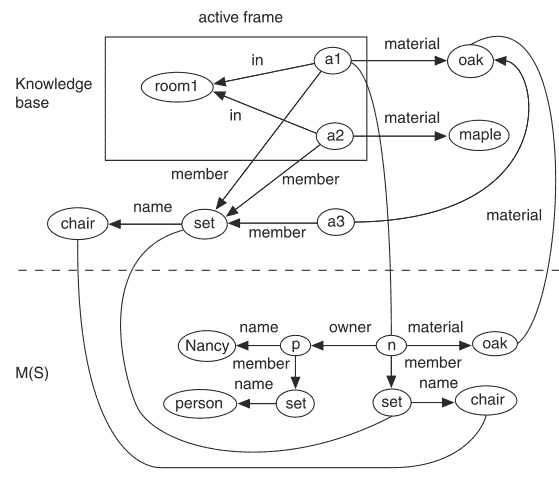 active frame
Knowledge
base
room1
in
in
a1
a2
material
oak
material
maple
member
member
chair
name
set
member
a3
material
M(S)
Nancy
name
p
owner
n
material
oak
member
member
person
name
set
set
name
chair